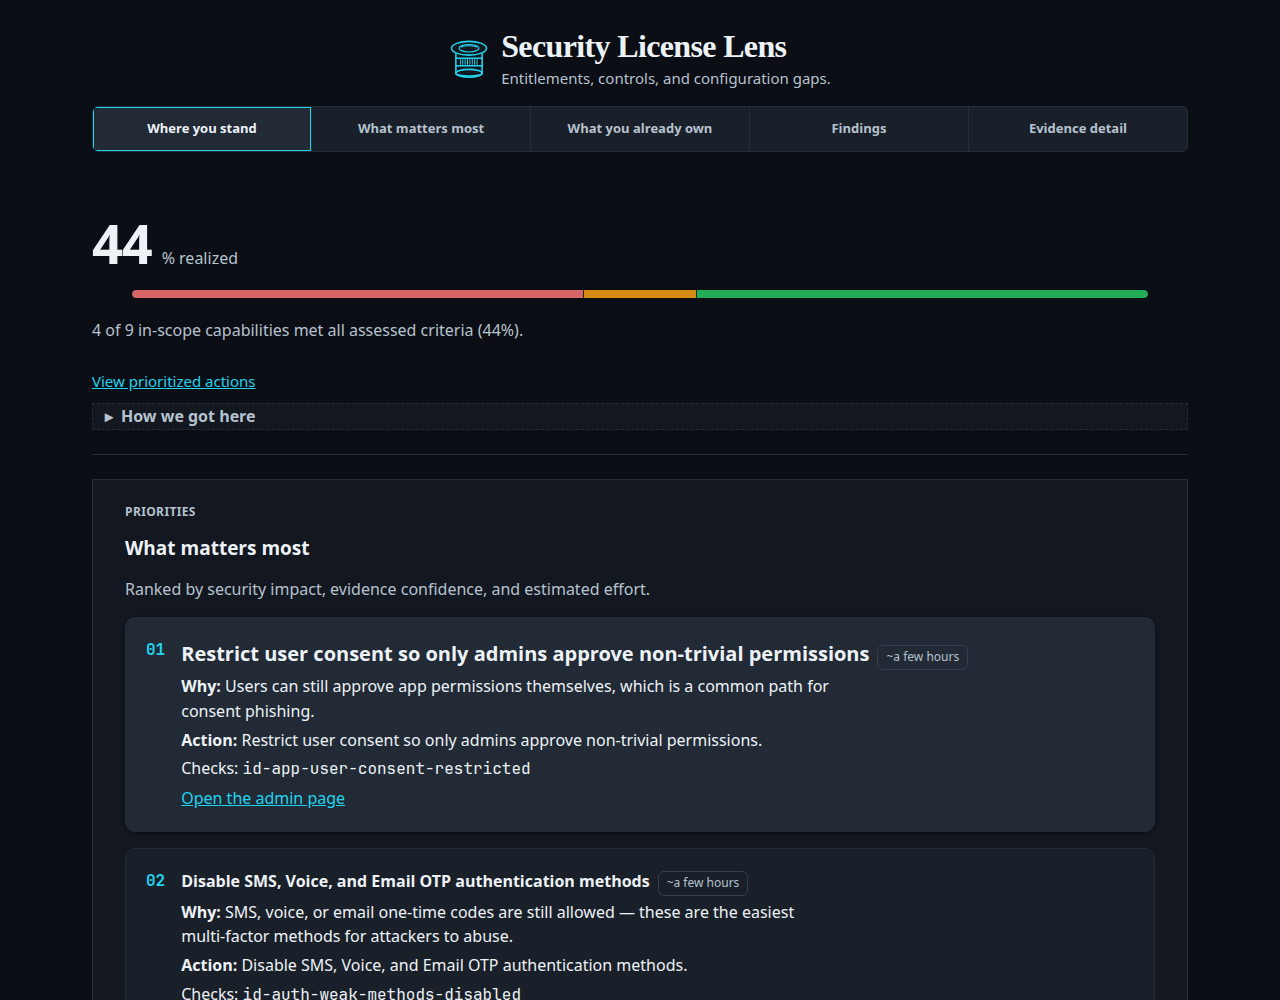 Security License Lens
Entitlements, controls, and configuration gaps.
Where you stand
What matters most
What you already own
Findings
Evidence detail
44 % realized
4 of 9 in-scope capabilities met all assessed criteria (44%).
View prioritized actions
► How we got here
PRIORITIES
What matters most
Ranked by security impact, evidence confidence, and estimated effort.
01 Restrict user consent so only admins approve non-trivial permissions ~a few hours
Why: Users can still approve app permissions themselves, which is a common path for
consent phishing.
Action: Restrict user consent so only admins approve non-trivial permissions.
Checks: id-app-user-consent-restricted
Open the admin page
02 Disable SMS, Voice, and Email OTP authentication methods ~a few hours
Why: SMS, voice, or email one-time codes are still allowed — these are the easiest
multi-factor methods for attackers to abuse.
Action: Disable SMS, Voice, and Email OTP authentication methods.
Checks: id-auth-weak-methods-disabled